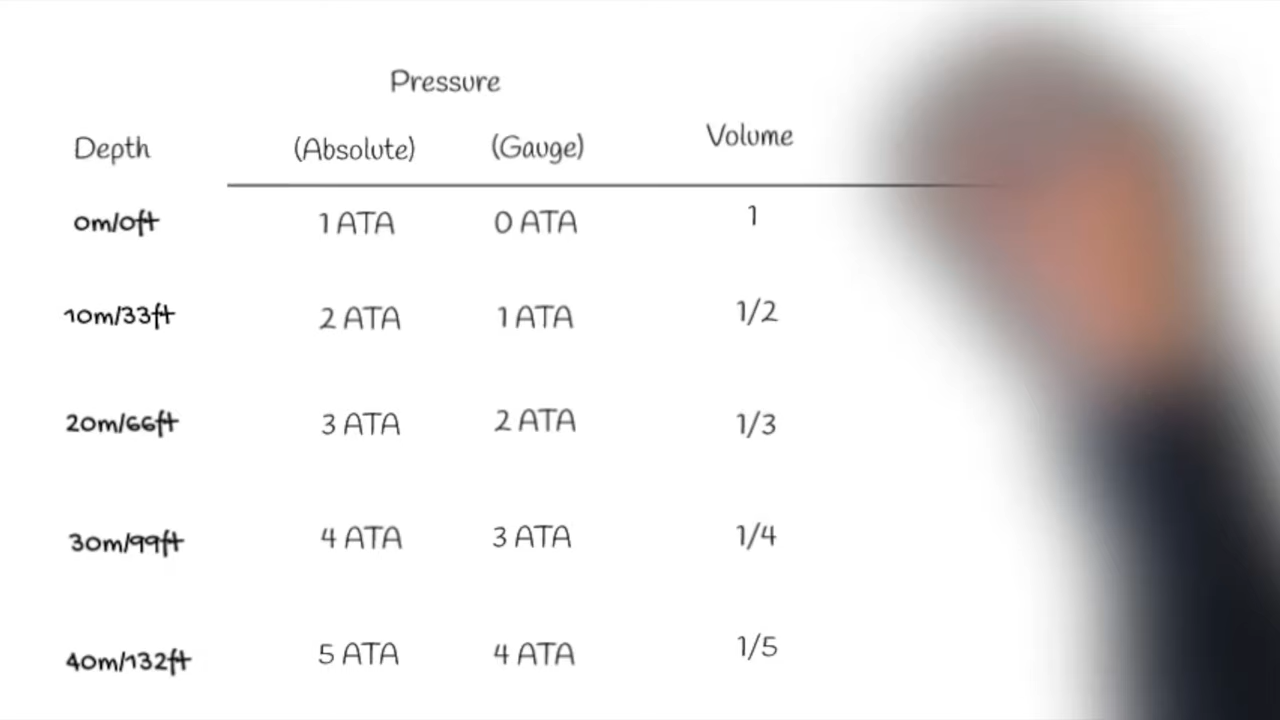 Pressure
Depth (Absolute) (Gauge) Volume
0m/0ft 1 ATA 0 ATA 1
10m/33ft 2 ATA 1 ATA 1/2
20m/66ft 3 ATA 2 ATA 1/3
30m/99ft 4 ATA 3 ATA 1/4
40m/132ft 5 ATA 4 ATA 1/5